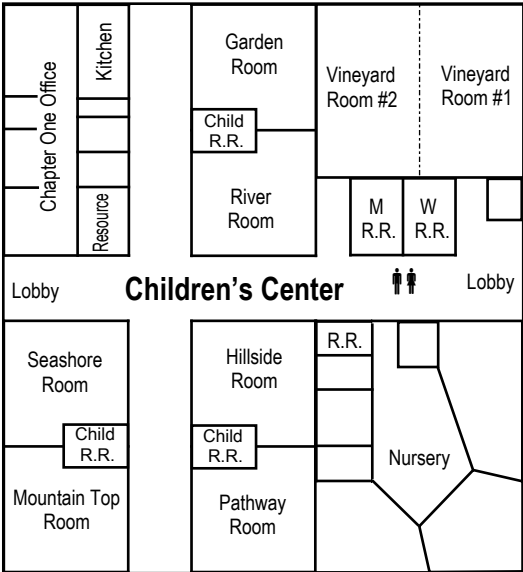 Chapter One Office
Kitchen
Resource
Garden
Room
Child
R.R.
River
Room
Vineyard
Room #2
Vineyard
Room #1
M
R.R.
W
R.R.
Lobby
Children's Center
Lobby
Seashore
Room
Child
R.R.
Mountain Top
Room
Hillside
Room
Child
R.R.
Pathway
Room
R.R.
Nursery